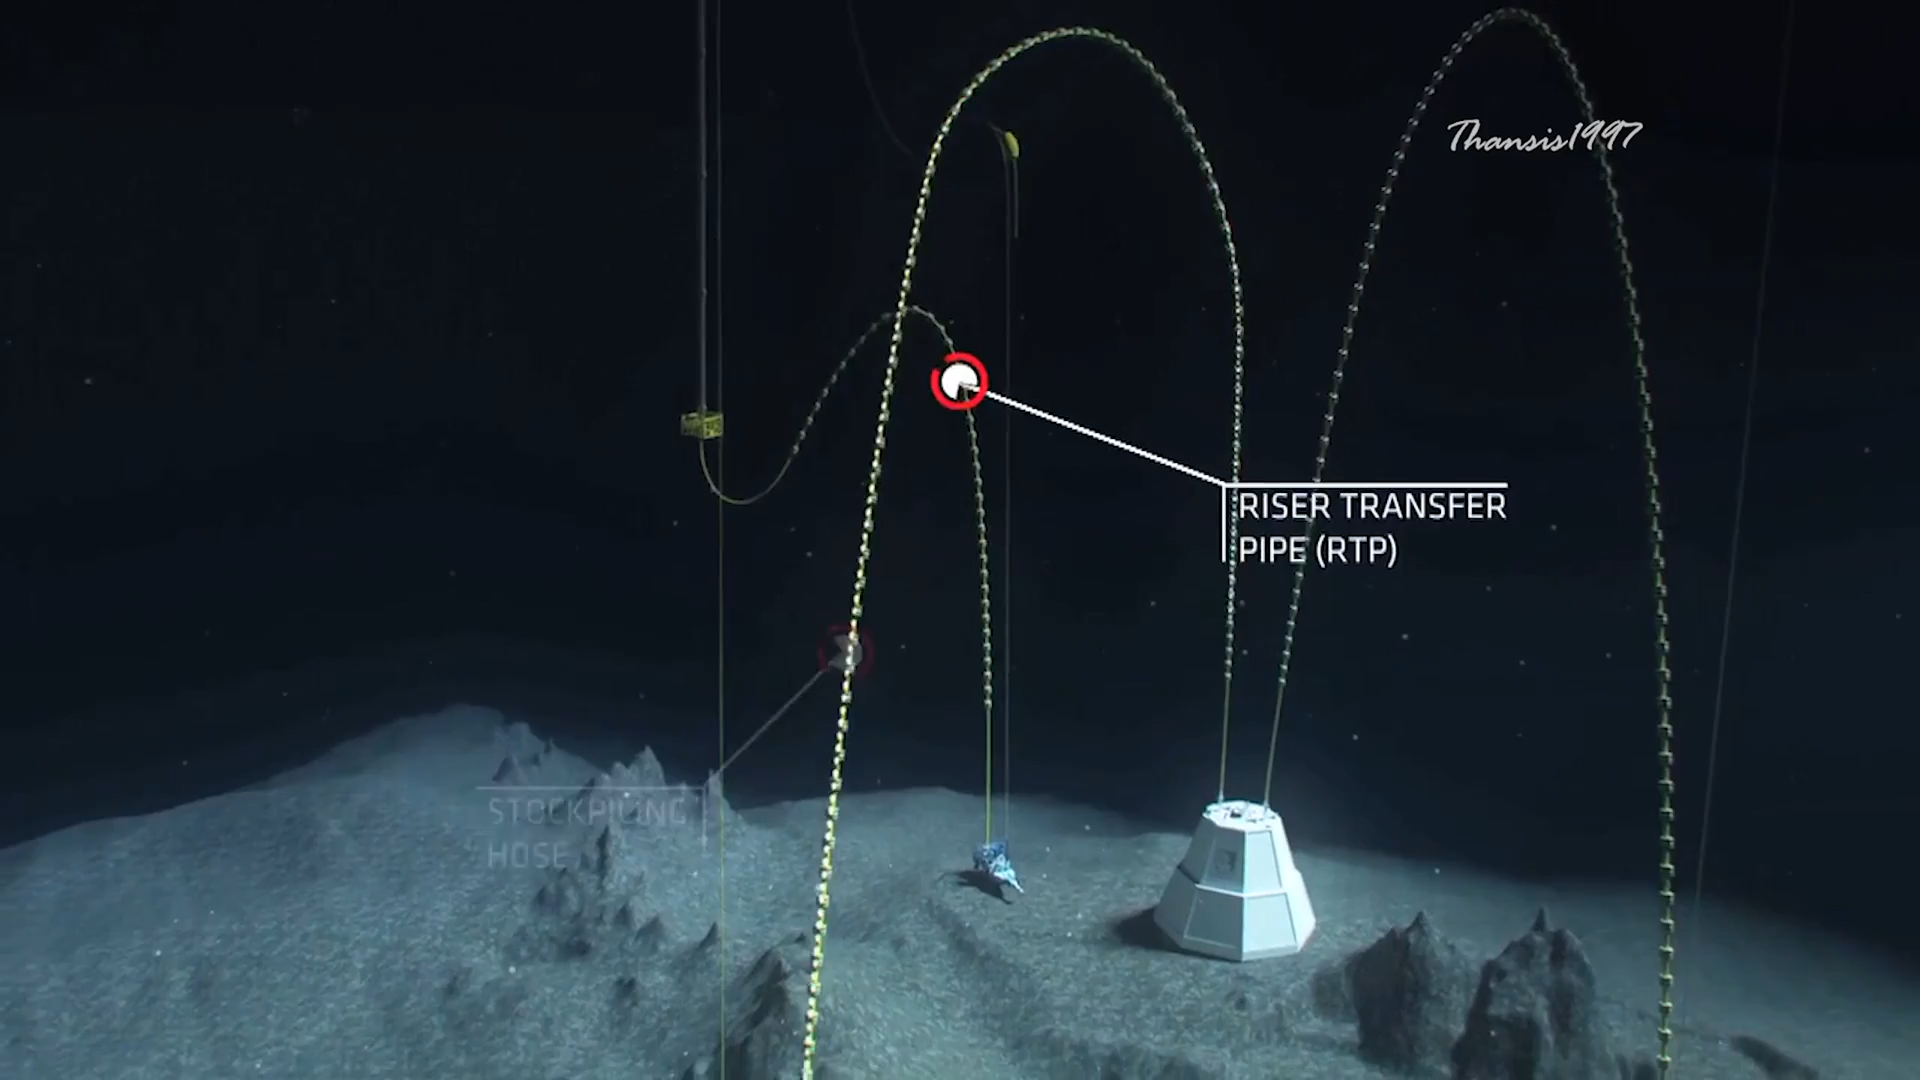 Thansis1997
RISER TRANSFER
PIPE (RTP)
STOCKPILING
HOSE